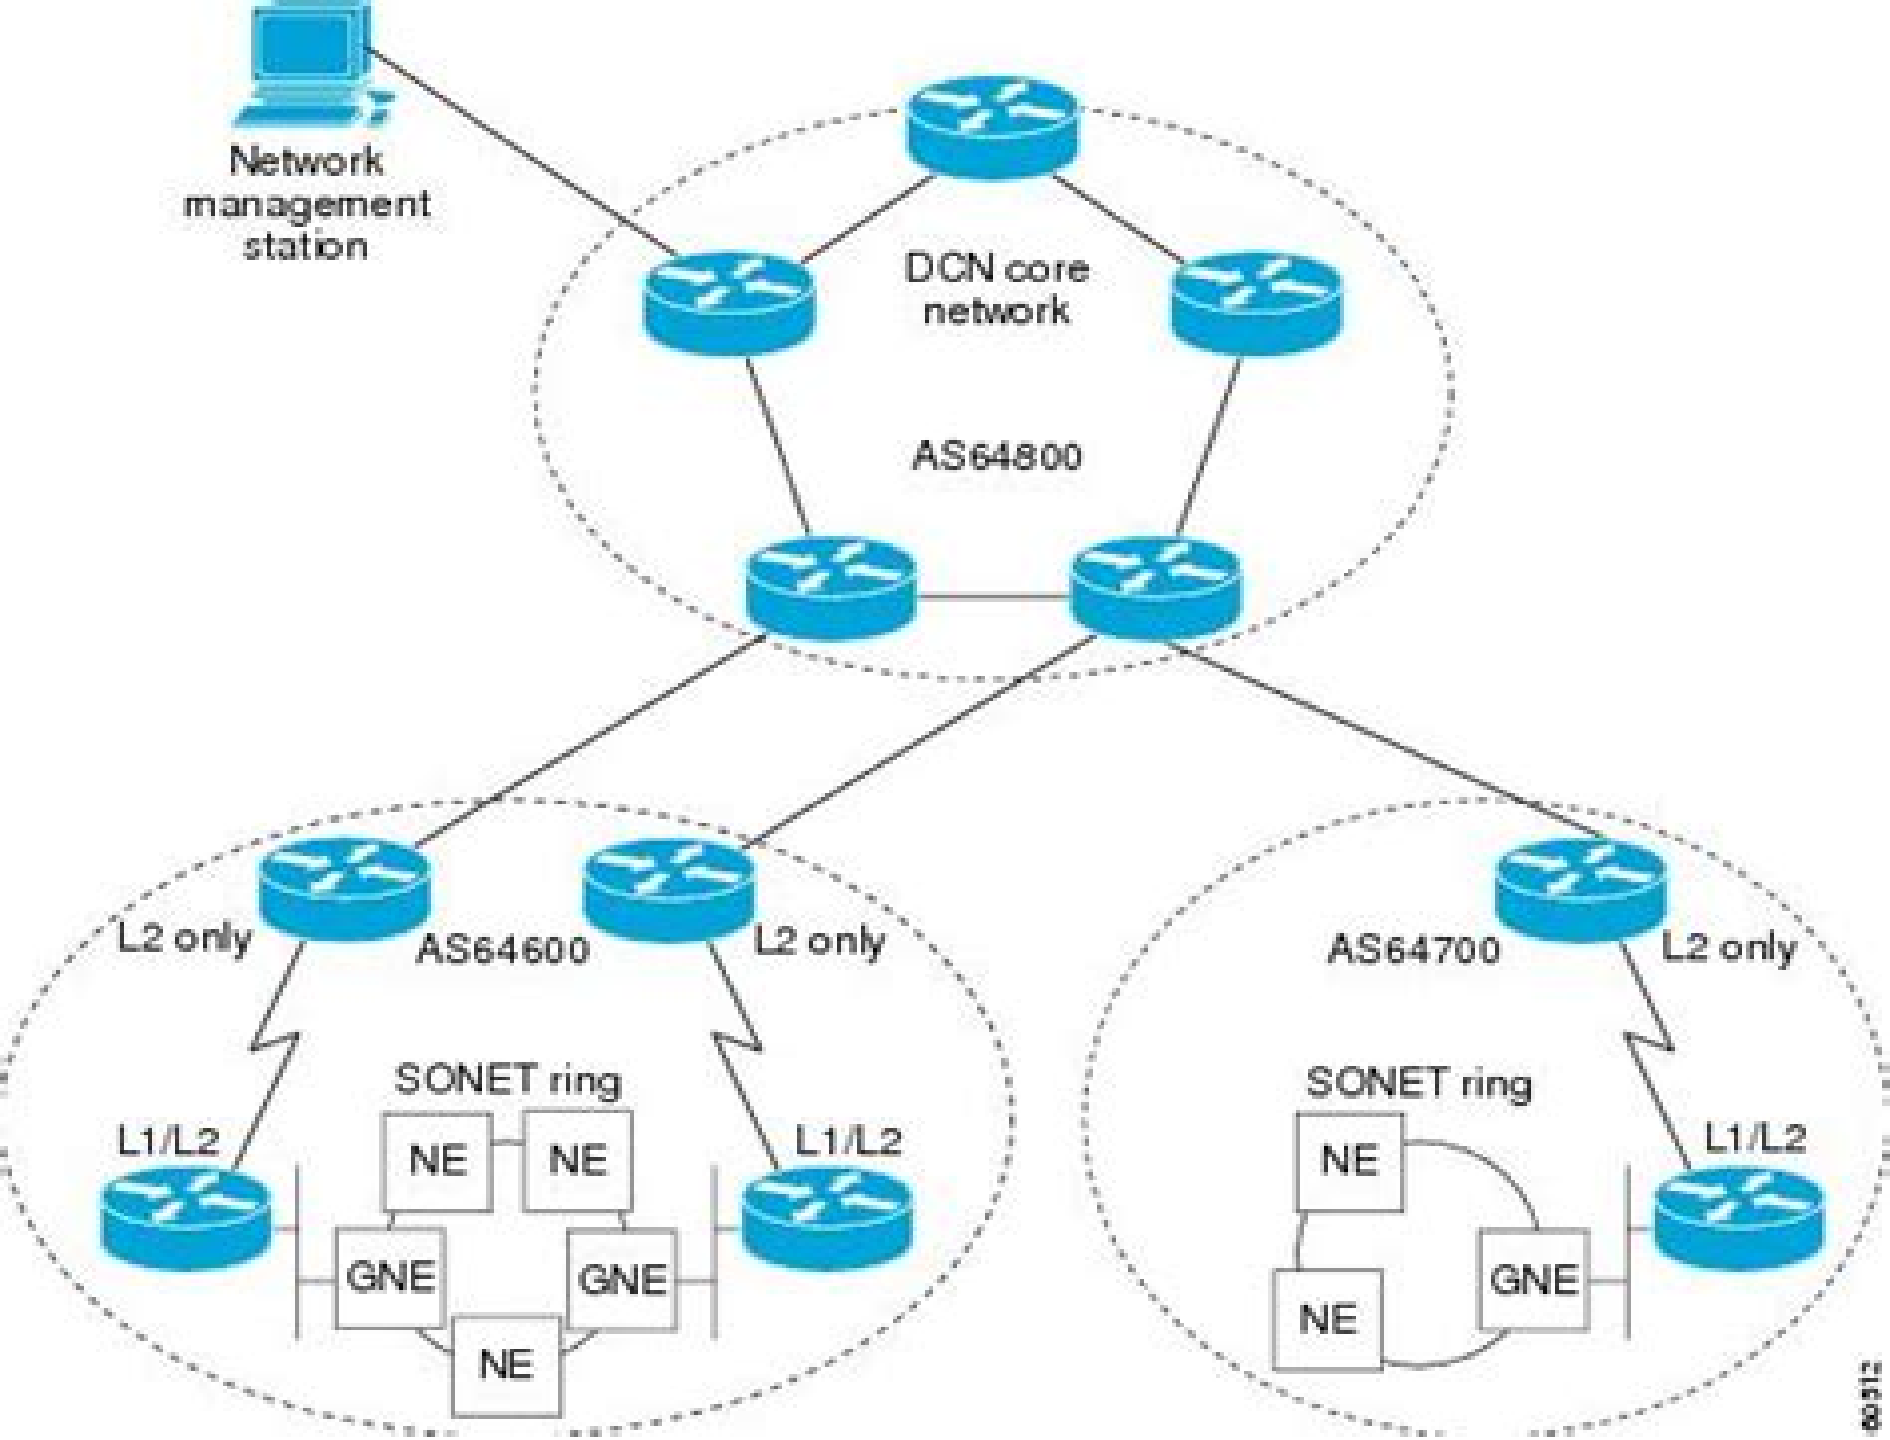 Network
management
station
DCN core
network
AS64800
L2 only
AS64600
L2 only
AS64700
L2 only
SONET ring
SONET ring
L1/L2
NE
NE
L1/L2
NE
L1/L2
GNE
GNE
GNE
NE
NE